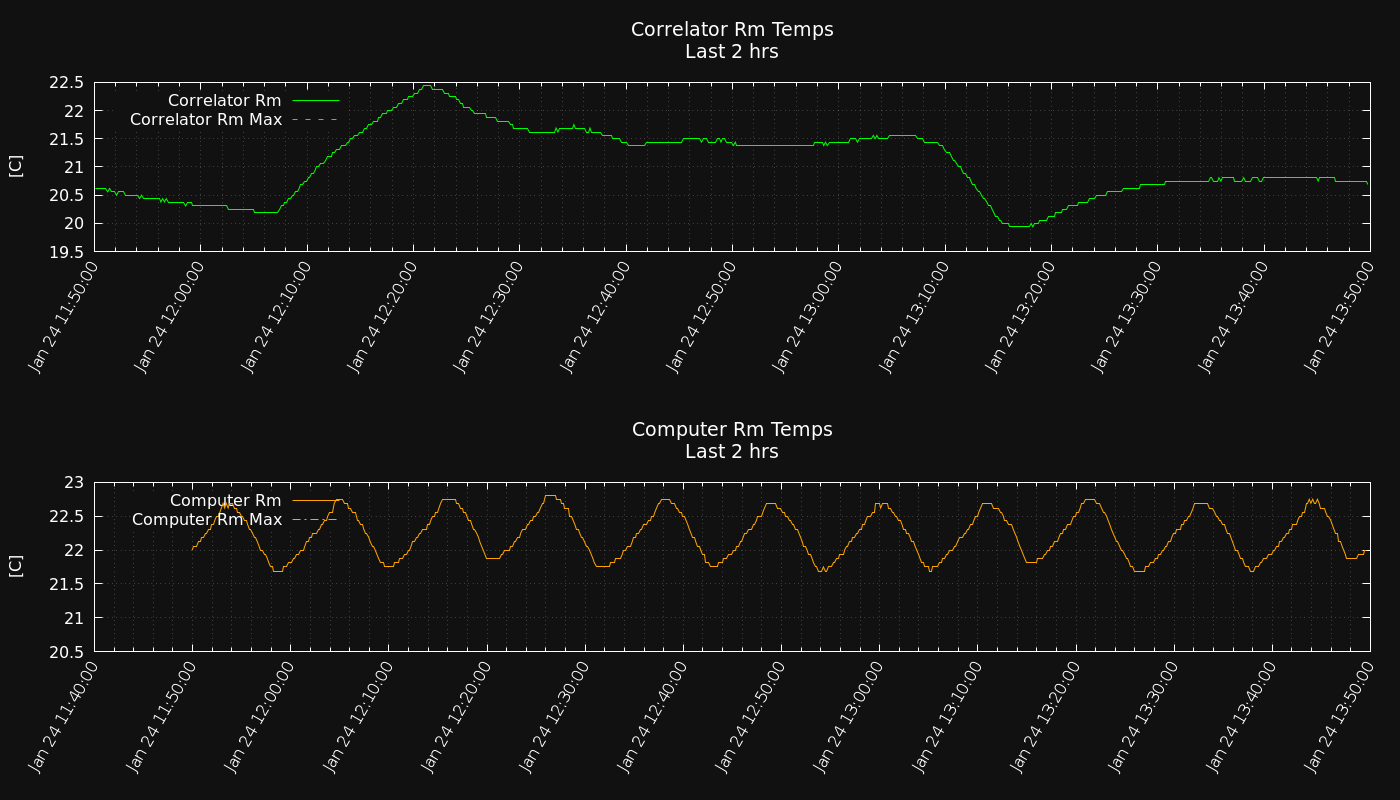 Correlator Rm Temps
Last 2 hrs
22.5
22
21.5
21
20.5
20
19.5
[C]
Correlator Rm
Correlator Rm Max
Jan 24 11:50:00
Jan 24 12:00:00
Jan 24 12:10:00
Jan 24 12:20:00
Jan 24 12:30:00
Jan 24 12:40:00
Jan 24 12:50:00
Jan 24 13:00:00
Jan 24 13:10:00
Jan 24 13:20:00
Jan 24 13:30:00
Jan 24 13:40:00
Jan 24 13:50:00
Computer Rm Temps
Last 2 hrs
23
22.5
22
21.5
21
20.5
[C]
Computer Rm
Computer Rm Max
Jan 24 11:40:00
Jan 24 11:50:00
Jan 24 12:00:00
Jan 24 12:10:00
Jan 24 12:20:00
Jan 24 12:30:00
Jan 24 12:40:00
Jan 24 12:50:00
Jan 24 13:00:00
Jan 24 13:10:00
Jan 24 13:20:00
Jan 24 13:30:00
Jan 24 13:40:00
Jan 24 13:50:00